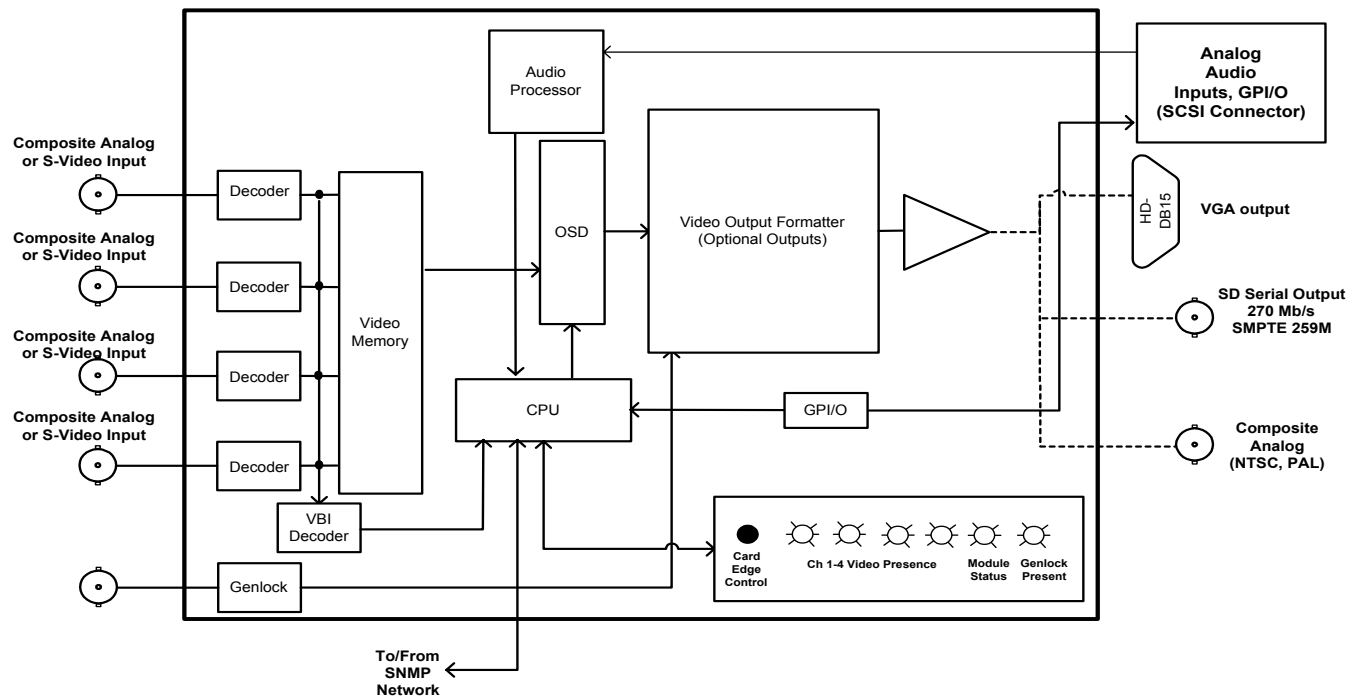 Analog
Audio
Inputs, GPI/O
(SCSI Connector)
Audio
Processor
Composite Analog
or S-Video Input
Decoder
HD-
DB15
VGA output
OSD
Video Output Formatter
(Optional Outputs)
Composite Analog
or S-Video Input
Decoder
SD Serial Output
270 Mb/s
SMPTE 259M
Video
Memory
Composite Analog
or S-Video Input
Decoder
CPU
GPI/O
Composite Analog
or S-Video Input
Decoder
Composite
Analog
(NTSC, PAL)
VBI
Decoder
Card
Edge
Control
Ch 1-4 Video Presence
Module
Status
Genlock
Present
Genlock
To/From
SNMP
Network